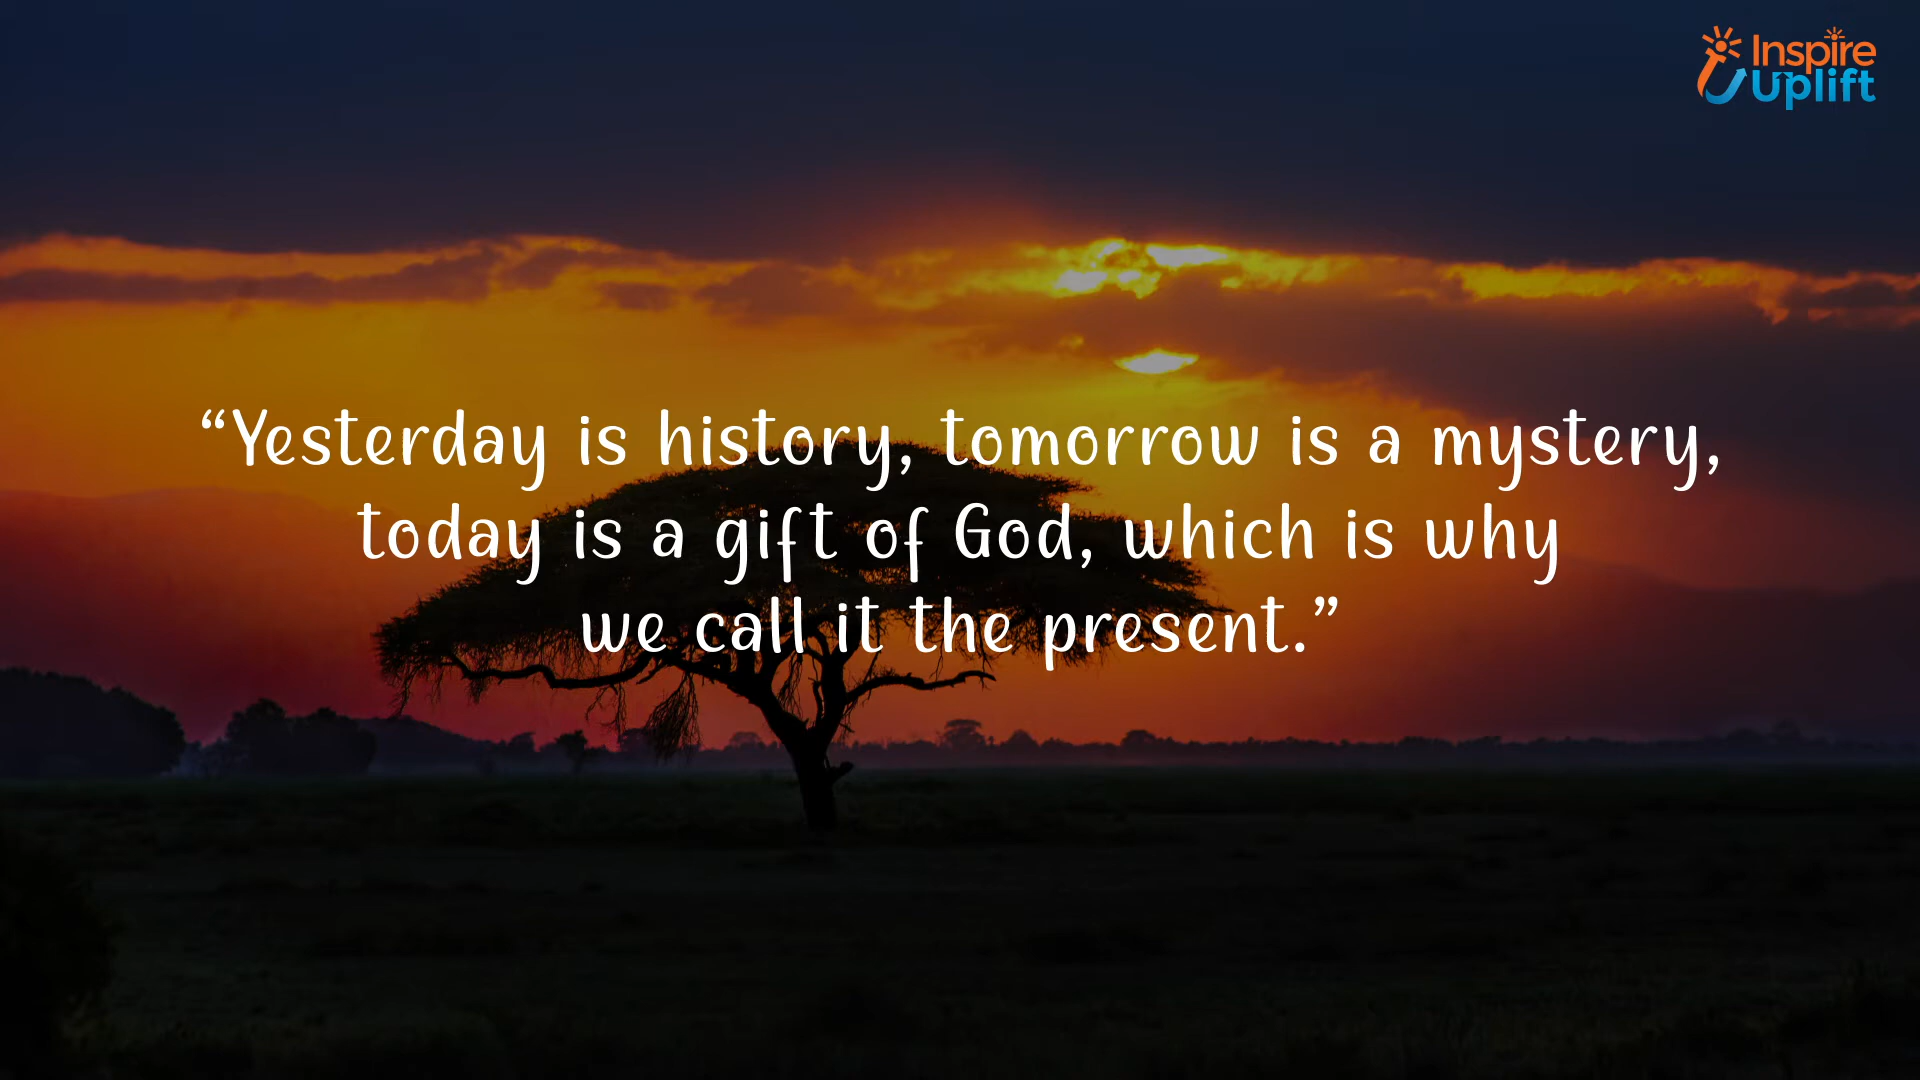 Inspire
Uplift
“Yesterday is history, tomorrow is a mystery,
today is a gift of God, which is why
we call it the present.”